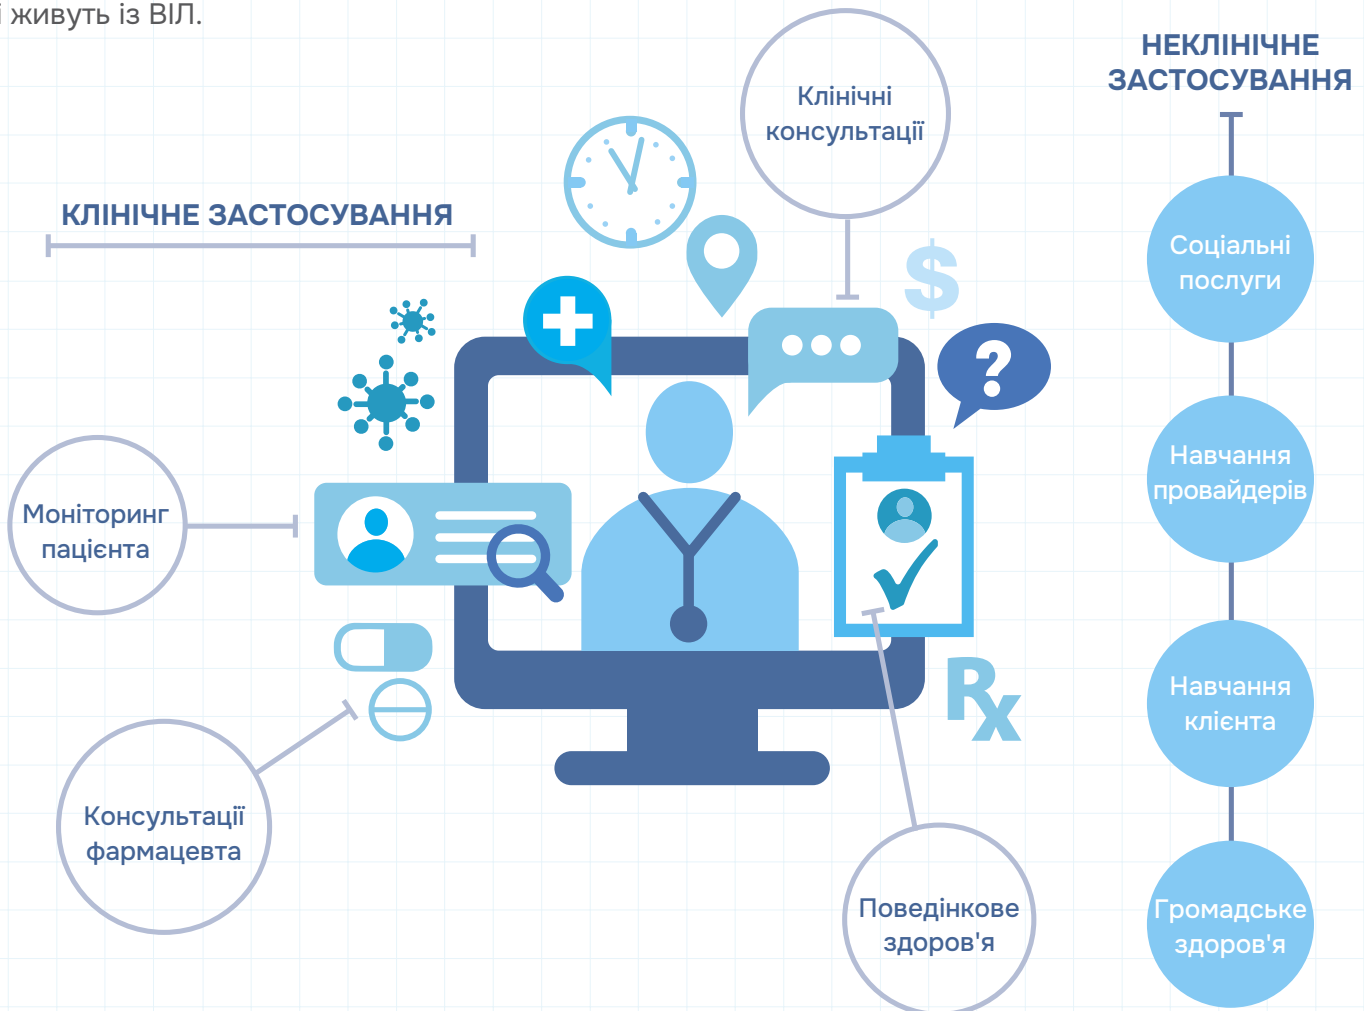 і живуть із ВІЛ.
КЛІНІЧНЕ ЗАСТОСУВАННЯ
Моніторинг
пацієнта
Консультації
фармацевта
Клінічні
консультації
$
?
Rx
Поведінкове
здоров'я
НЕКЛІНІЧНЕ
ЗАСТОСУВАННЯ
Соціальні
послуги
Навчання
провайдерів
Навчання
клієнта
Громадське
здоров'я